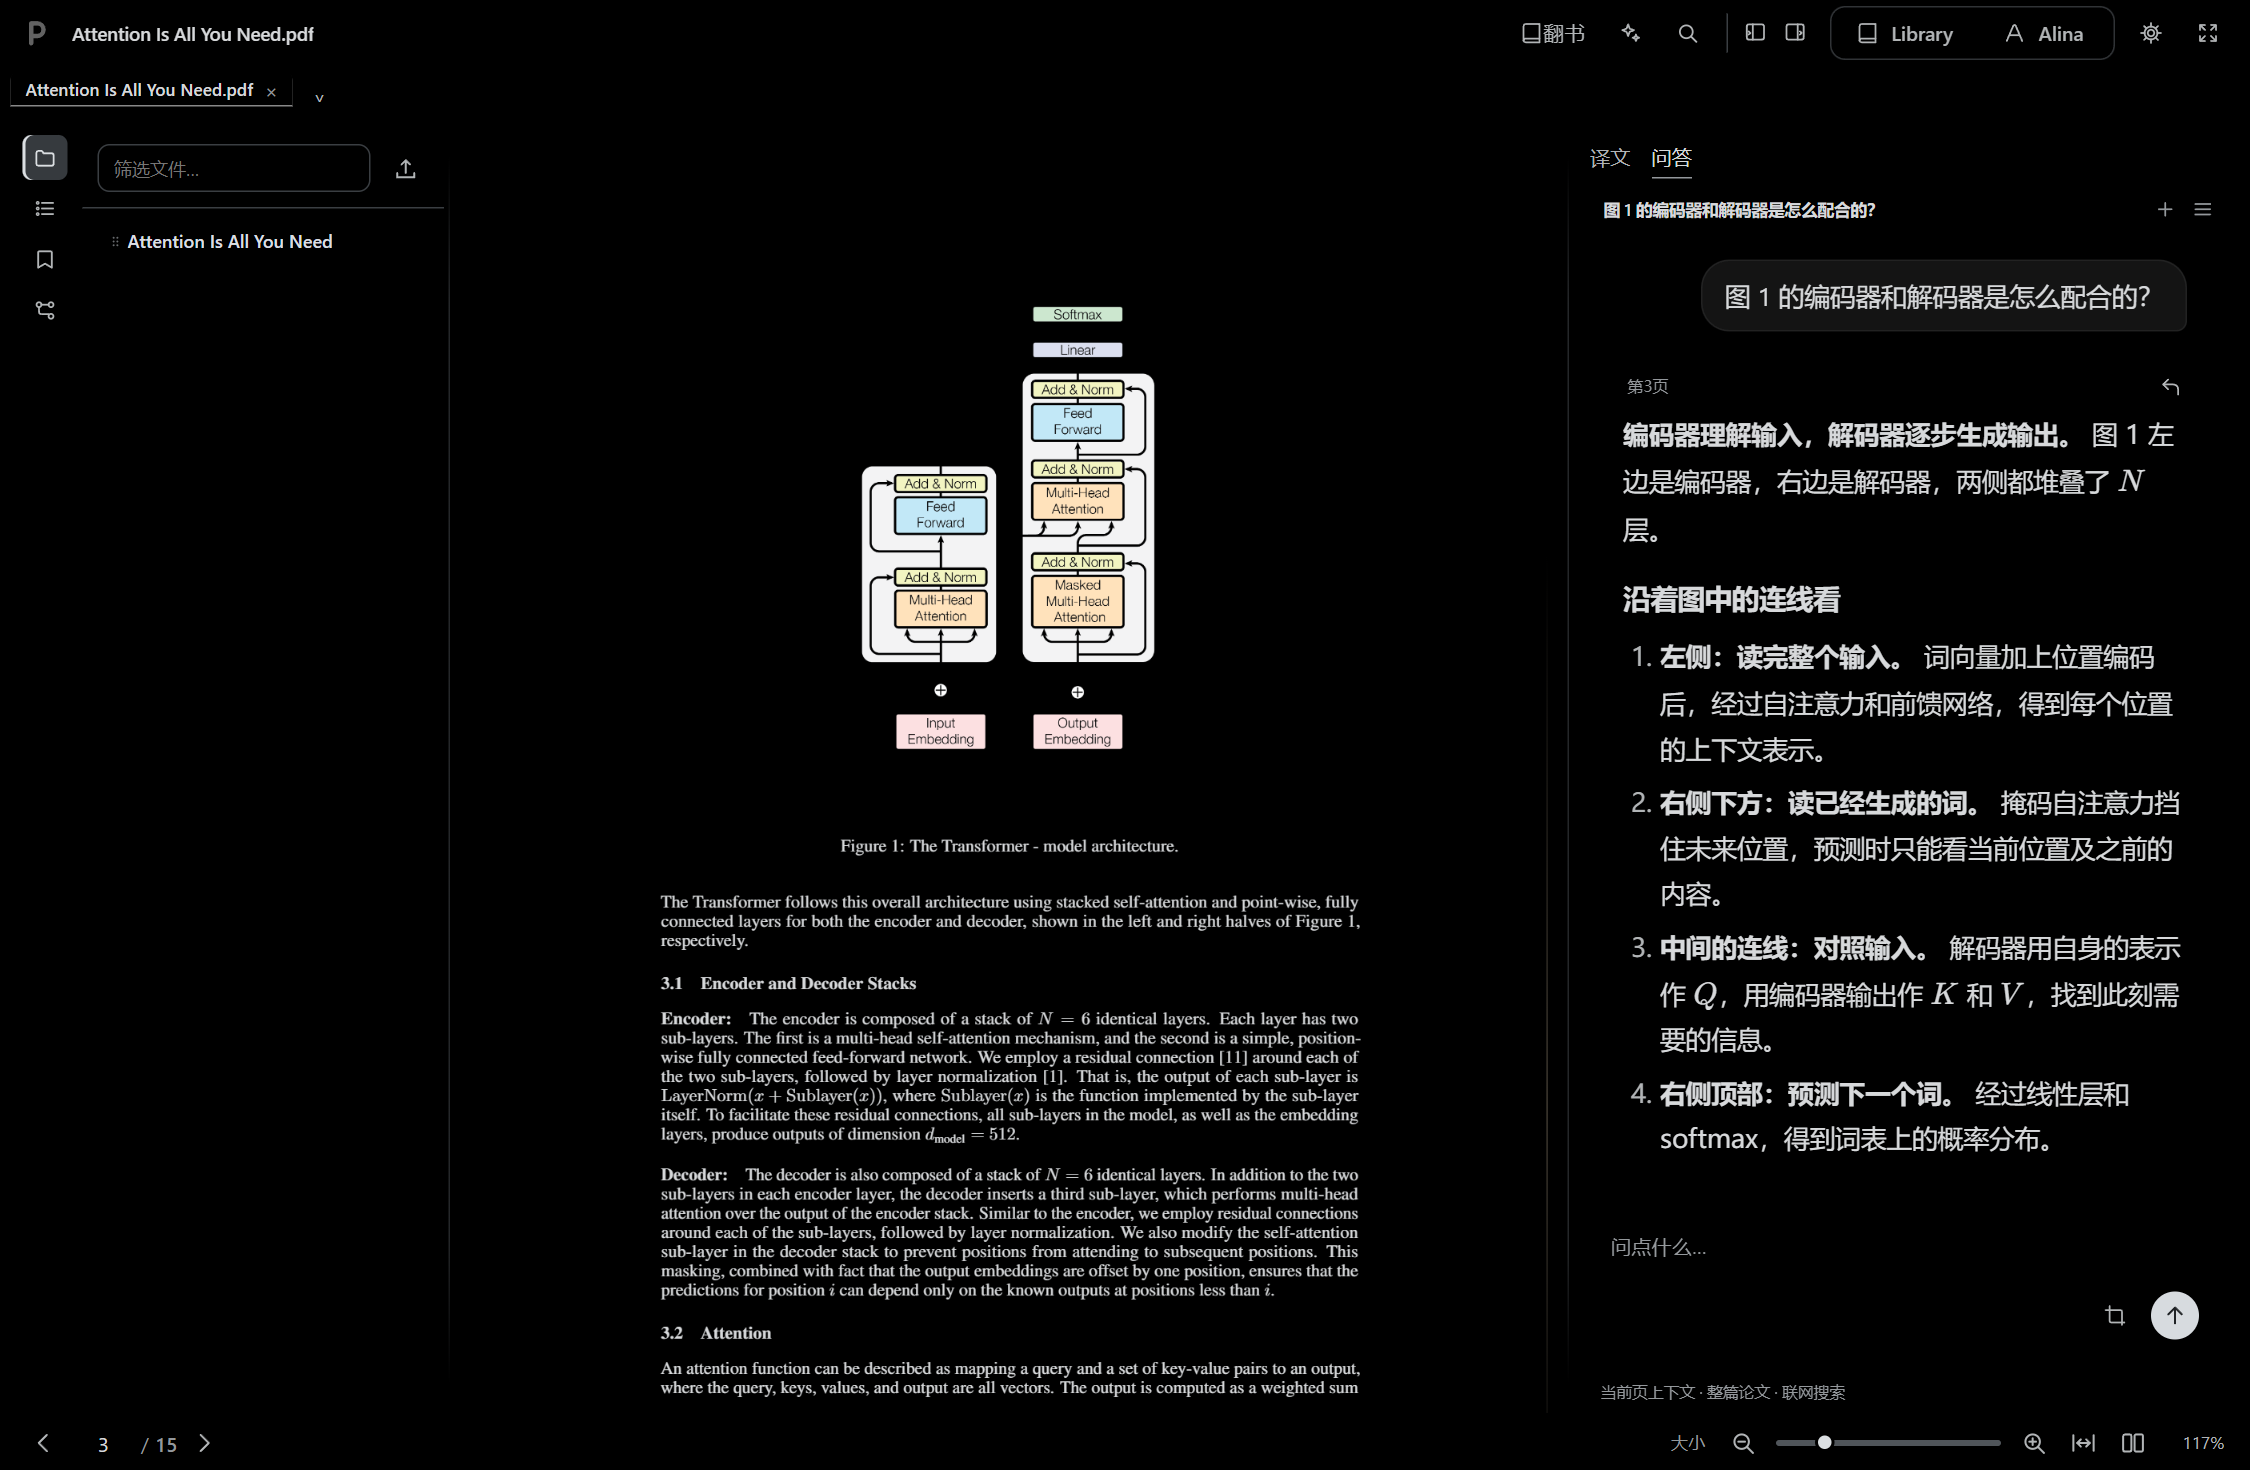 P Attention Is All You Need.pdf
翻书
Library
Alina
Attention Is All You Need.pdf ×
筛选文件...
Attention Is All You Need
Softmax
Linear
Add & Norm
Feed
Forward
Add & Norm
Multi-Head
Attention
Add & Norm
Masked
Multi-Head
Attention
Add & Norm
Feed
Forward
Add & Norm
Multi-Head
Attention
Input
Embedding
Output
Embedding
Figure 1: The Transformer - model architecture.
The Transformer follows this overall architecture using stacked self-attention and point-wise, fully
connected layers for both the encoder and decoder, shown in the left and right halves of Figure 1,
respectively.
3.1 Encoder and Decoder Stacks
Encoder: The encoder is composed of a stack of N = 6 identical layers. Each layer has two
sub-layers. The first is a multi-head self-attention mechanism, and the second is a simple, position-
wise fully connected feed-forward network. We employ a residual connection [11] around each of
the two sub-layers, followed by layer normalization [1]. That is, the output of each sub-layer is
LayerNorm(x + Sublayer(x)), where Sublayer(x) is the function implemented by the sub-layer
itself. To facilitate these residual connections, all sub-layers in the model, as well as the embedding
layers, produce outputs of dimension d_model = 512.
Decoder: The decoder is also composed of a stack of N = 6 identical layers. In addition to the two
sub-layers in each encoder layer, the decoder inserts a third sub-layer, which performs multi-head
attention over the output of the encoder stack. Similar to the encoder, we employ residual connections
around each of the sub-layers, followed by layer normalization. We also modify the self-attention
sub-layer in the decoder stack to prevent positions from attending to subsequent positions. This
masking, combined with fact that the output embeddings are offset by one position, ensures that the
predictions for position i can depend only on the known outputs at positions less than i.
3.2 Attention
An attention function can be described as mapping a query and a set of key-value pairs to an output,
where the query, keys, values, and output are all vectors. The output is computed as a weighted sum
译文 问答
图 1 的编码器和解码器是怎么配合的？
图 1 的编码器和解码器是怎么配合的？
第3页
编码器理解输入，解码器逐步生成输出。 图 1 左
边是编码器，右边是解码器，两侧都堆叠了 N
层。
沿着图中的连线看
1. 左侧：读完整个输入。 词向量加上位置编码
后，经过自注意力和前馈网络，得到每个位置
的上下文表示。
2. 右侧下方：读已经生成的词。 掩码自注意力挡
住未来位置，预测时只能看当前位置及之前的
内容。
3. 中间的连线：对照输入。 解码器用自身的表示
作 Q，用编码器输出作 K 和 V，找到此刻需
要的信息。
4. 右侧顶部：预测下一个词。 经过线性层和
softmax，得到词表上的概率分布。
问点什么...
当前页上下文 · 整篇论文 · 联网搜索
3 / 15
大小
117%